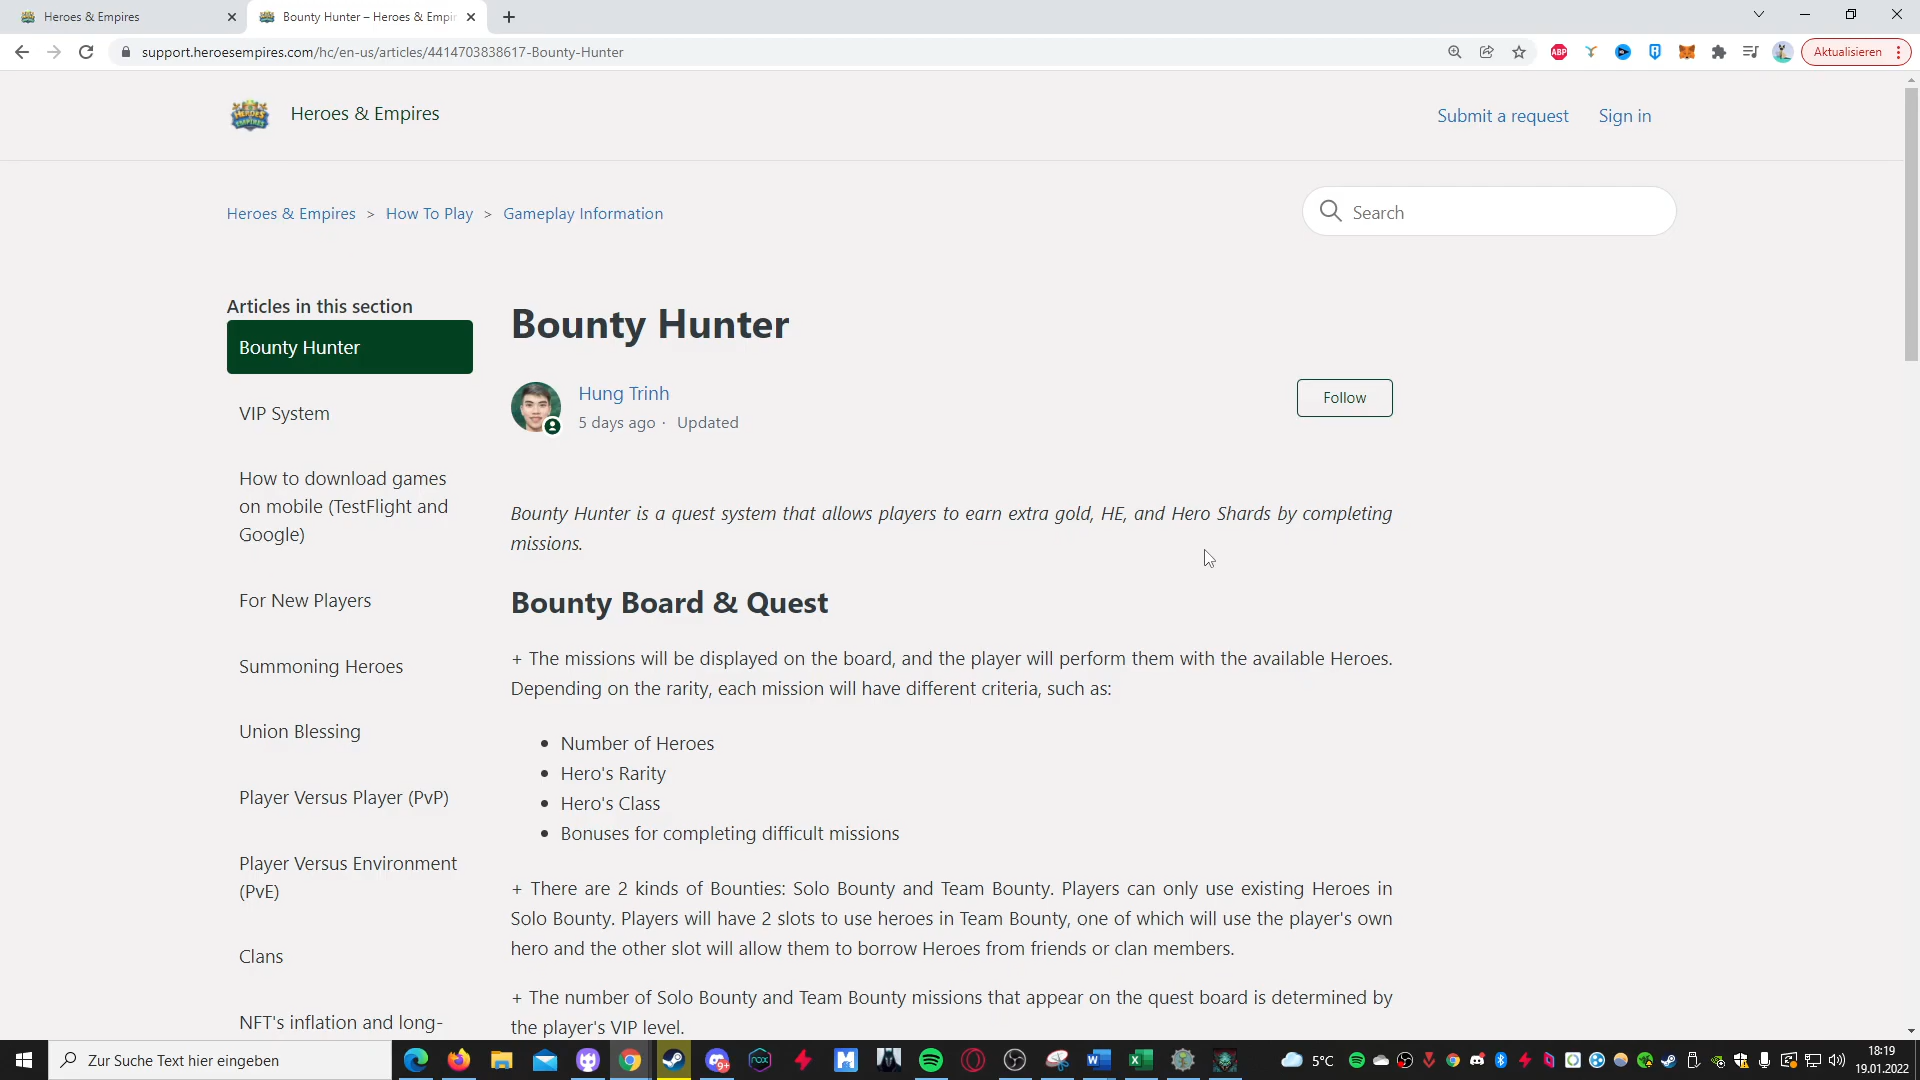 Heroes & Empires
Bounty Hunter – Heroes & Empir
support.heroesempires.com/hc/en-us/articles/4414703838617-Bounty-Hunter
ABP
Aktualisieren
Heroes & Empires
Submit a request
Sign in
Heroes & Empires > How To Play > Gameplay Information
Search
Articles in this section
Bounty Hunter
VIP System
How to download games
on mobile (TestFlight and
Google)
For New Players
Summoning Heroes
Union Blessing
Player Versus Player (PvP)
Player Versus Environment
(PvE)
Clans
NFT's inflation and long-
Bounty Hunter
Hung Trinh
5 days ago · Updated
Follow
Bounty Hunter is a quest system that allows players to earn extra gold, HE, and Hero Shards by completing
missions.
Bounty Board & Quest
+ The missions will be displayed on the board, and the player will perform them with the available Heroes.
Depending on the rarity, each mission will have different criteria, such as:
• Number of Heroes
• Hero's Rarity
• Hero's Class
• Bonuses for completing difficult missions
+ There are 2 kinds of Bounties: Solo Bounty and Team Bounty. Players can only use existing Heroes in
Solo Bounty. Players will have 2 slots to use heroes in Team Bounty, one of which will use the player's own
hero and the other slot will allow them to borrow Heroes from friends or clan members.
+ The number of Solo Bounty and Team Bounty missions that appear on the quest board is determined by
the player's VIP level.
Zur Suche Text hier eingeben
5°C
18:19
19.01.2022